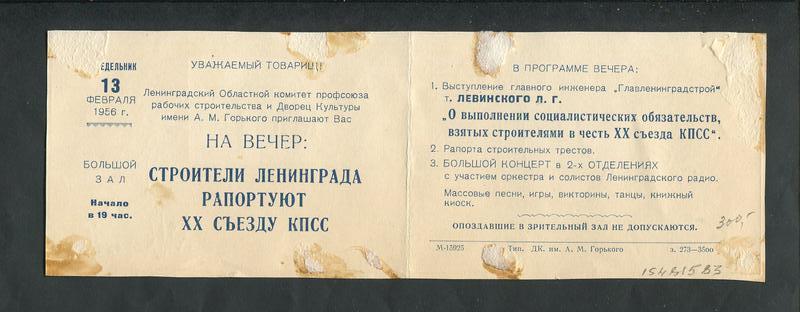 ЕДЕЛЬНИК
13
ФЕВРАЛЯ
1956 г.
БОЛЬШОЙ
ЗАЛ
Начало
в 19 час.
УВАЖАЕМЫЙ ТОВАРИЩ!
Ленинградский Областной комитет профсоюза
рабочих строительства и Дворец Культуры
имени А. М. Горького приглашают Вас
НА ВЕЧЕР:
СТРОИТЕЛИ ЛЕНИНГРАДА
РАПОРТУЮТ
XX СЪЕЗДУ КПСС
В ПРОГРАММЕ ВЕЧЕРА:
1. Выступление главного инженера „Главленинградстрой“
т. ЛЕВИНСКОГО Л. Г.
„О выполнении социалистических обязательств,
взятых строителями в честь XX съезда КПСС“.
2. Рапорта строительных трестов.
3. БОЛЬШОЙ КОНЦЕРТ в 2-х ОТДЕЛЕНИЯХ
с участием оркестра и солистов Ленинградского радио.
Массовые песни, игры, викторины, танцы, книжный
киоск.
ОПОЗДАВШИЕ В ЗРИТЕЛЬНЫЙ ЗАЛ НЕ ДОПУСКАЮТСЯ.
300,-
М-15925 Тип. ДК. им. А. М. Горького з. 273—3500